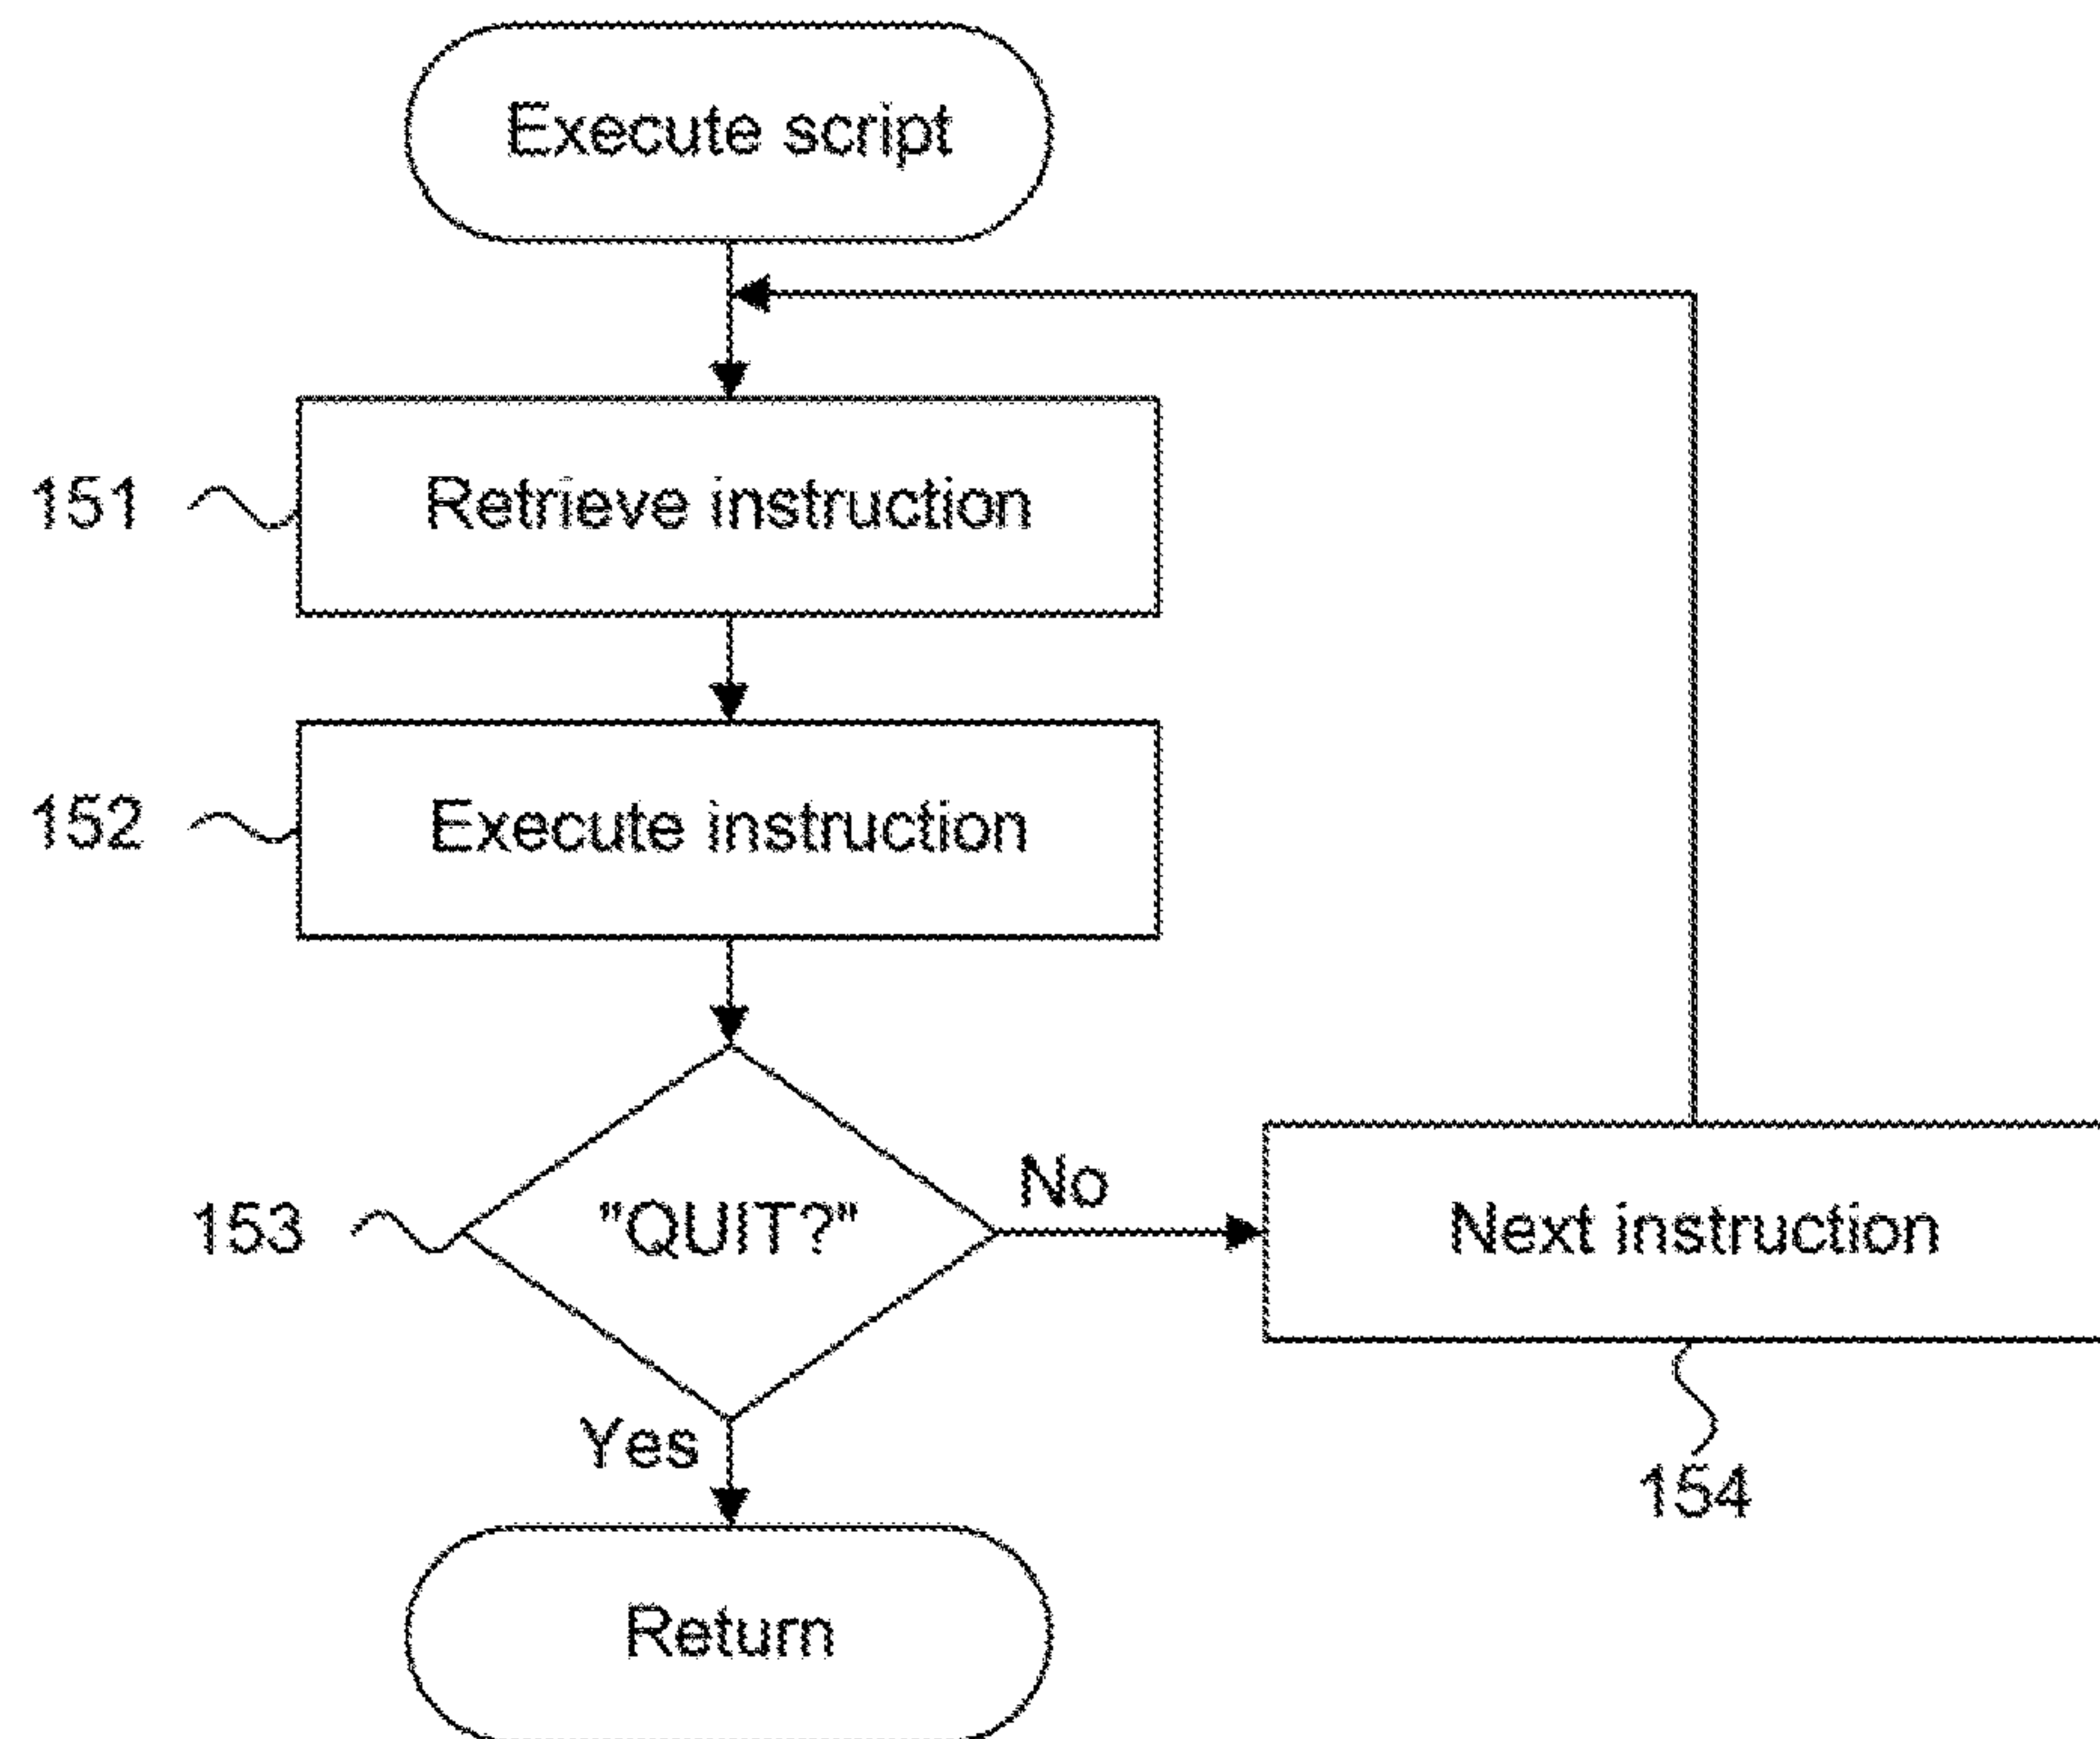 Execute script
151
Retrieve instruction
152
Execute instruction
153
"QUIT?"
No
Next instruction
Yes
154
Return